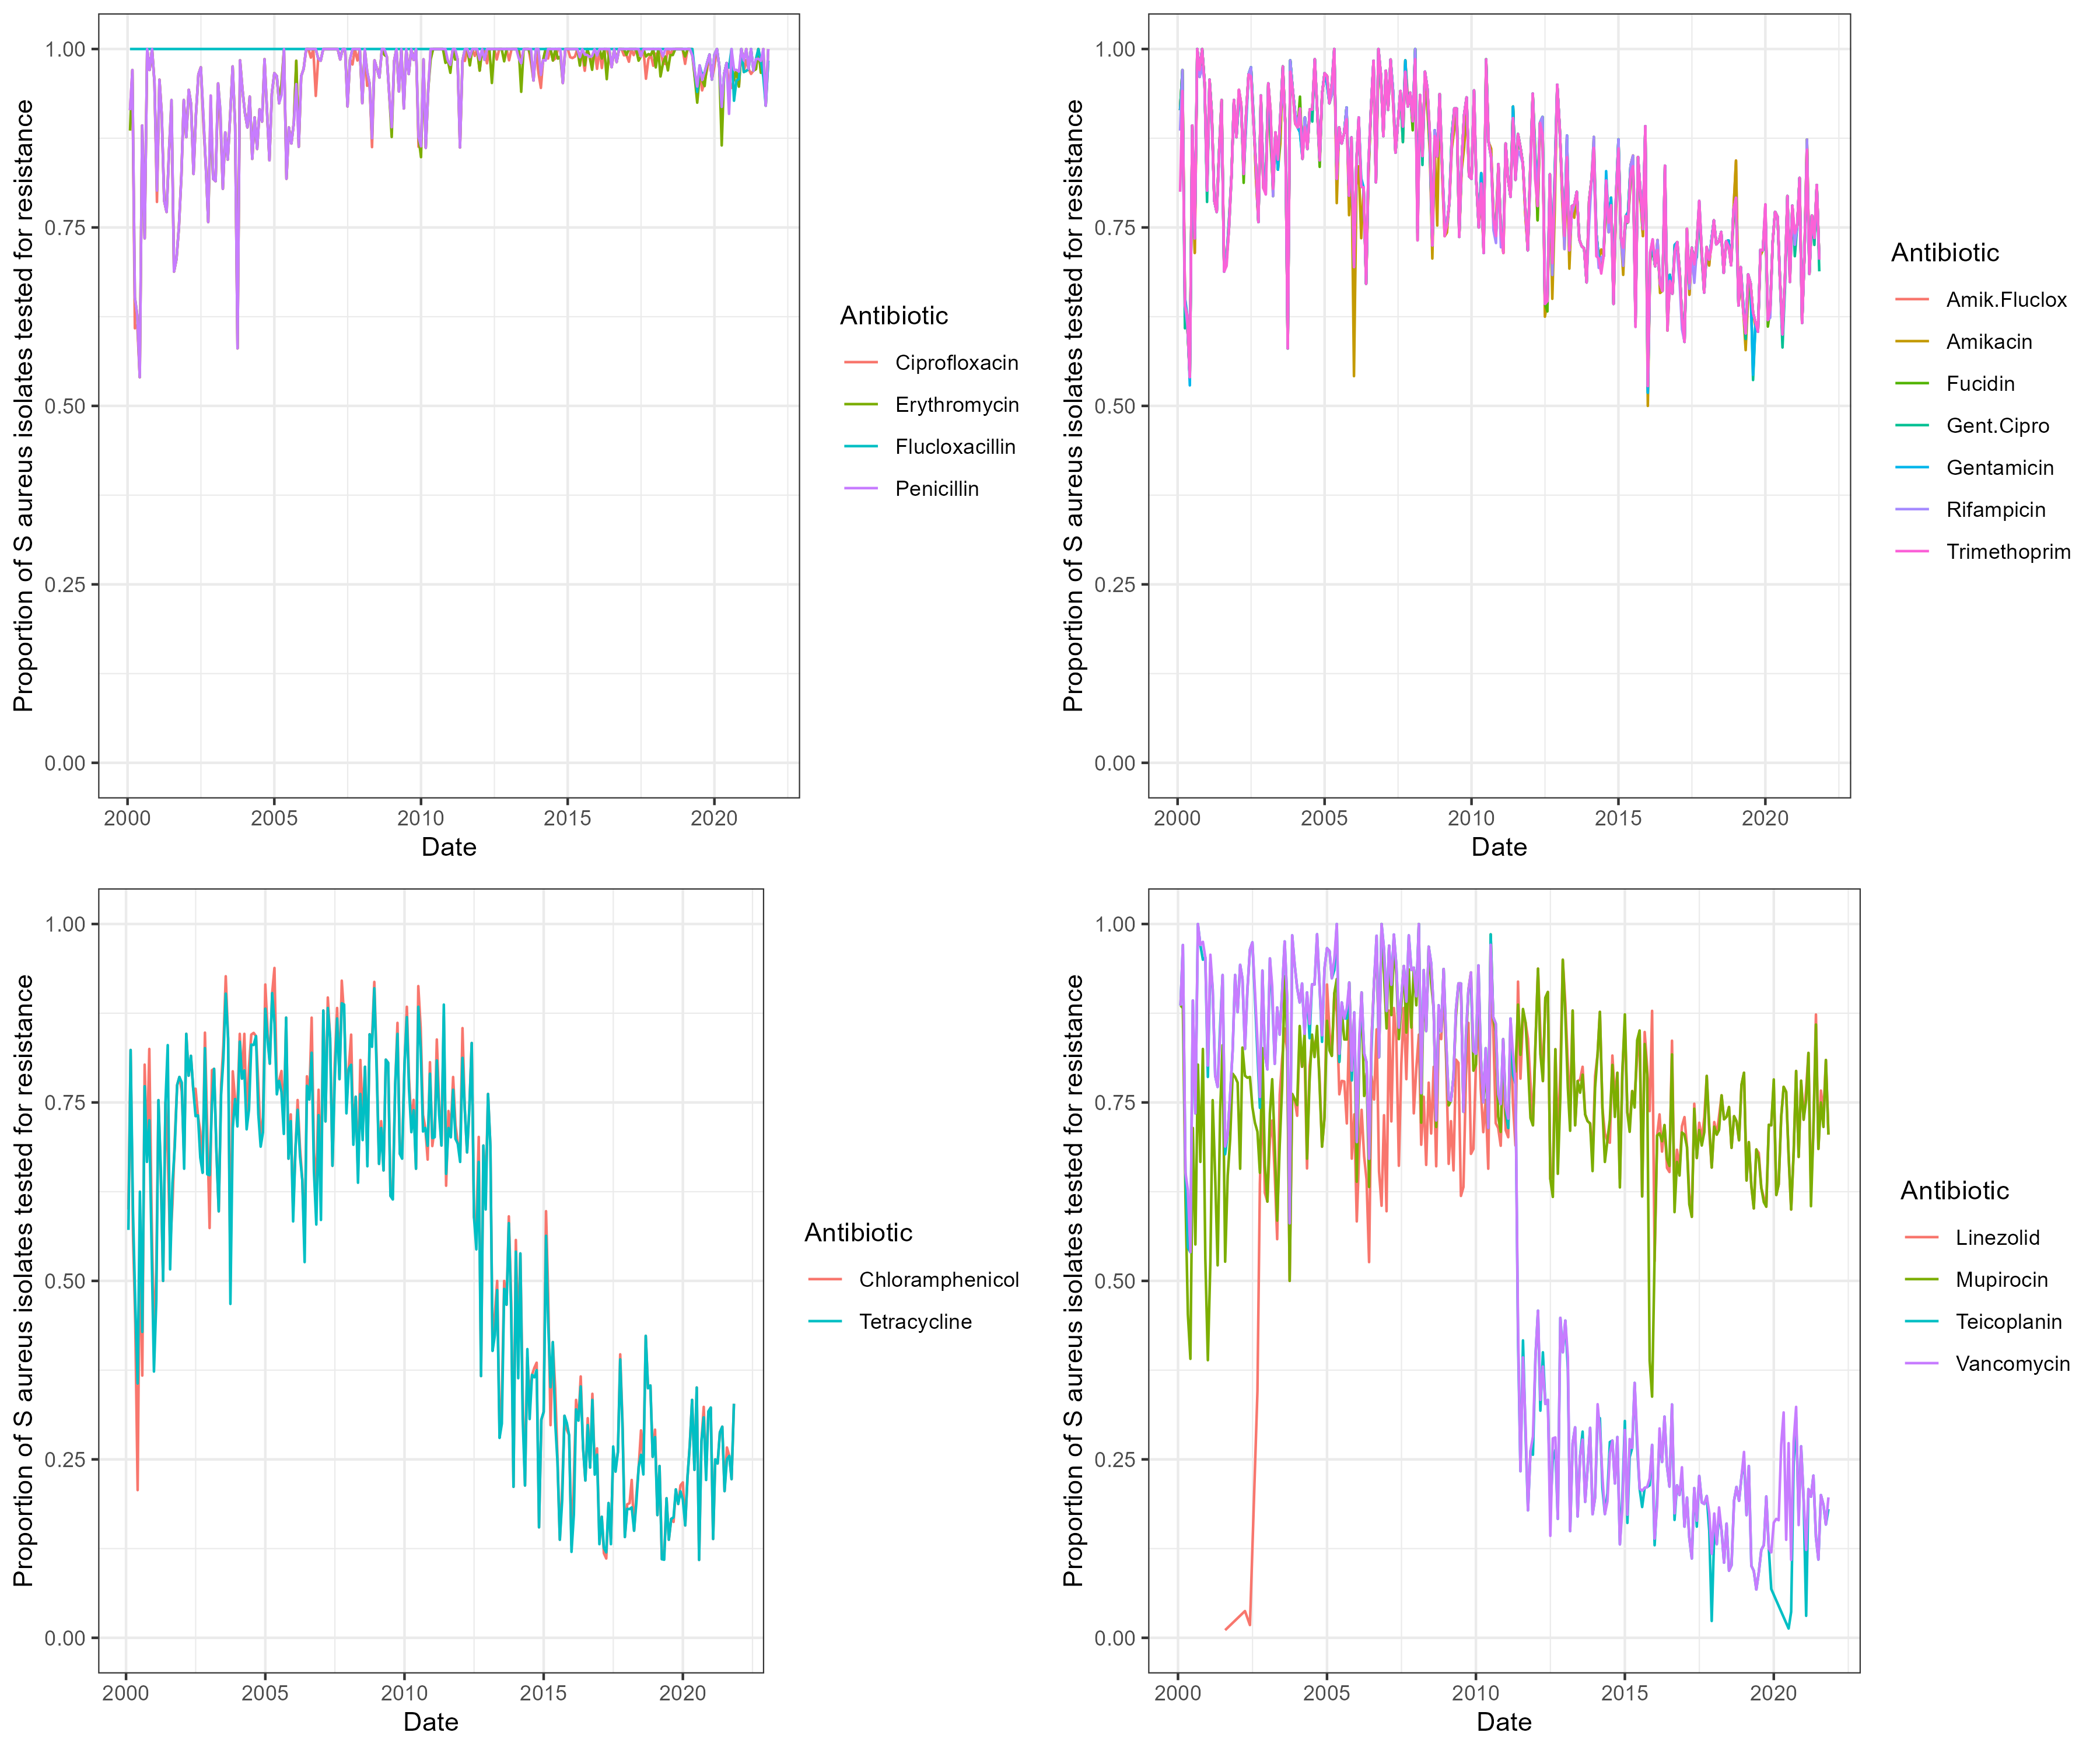 Proportion of S aureus isolates tested for resistance
1.00
0.75
0.50
0.25
0.00
2000 2005 2010 2015 2020
Date
Antibiotic
Ciprofloxacin
Erythromycin
Flucloxacillin
Penicillin
Proportion of S aureus isolates tested for resistance
1.00
0.75
0.50
0.25
0.00
2000 2005 2010 2015 2020
Date
Antibiotic
Amik.Fluclox
Amikacin
Fucidin
Gent.Cipro
Gentamicin
Rifampicin
Trimethoprim
Proportion of S aureus isolates tested for resistance
1.00
0.75
0.50
0.25
0.00
2000 2005 2010 2015 2020
Date
Antibiotic
Chloramphenicol
Tetracycline
Proportion of S aureus isolates tested for resistance
1.00
0.75
0.50
0.25
0.00
2000 2005 2010 2015 2020
Date
Antibiotic
Linezolid
Mupirocin
Teicoplanin
Vancomycin